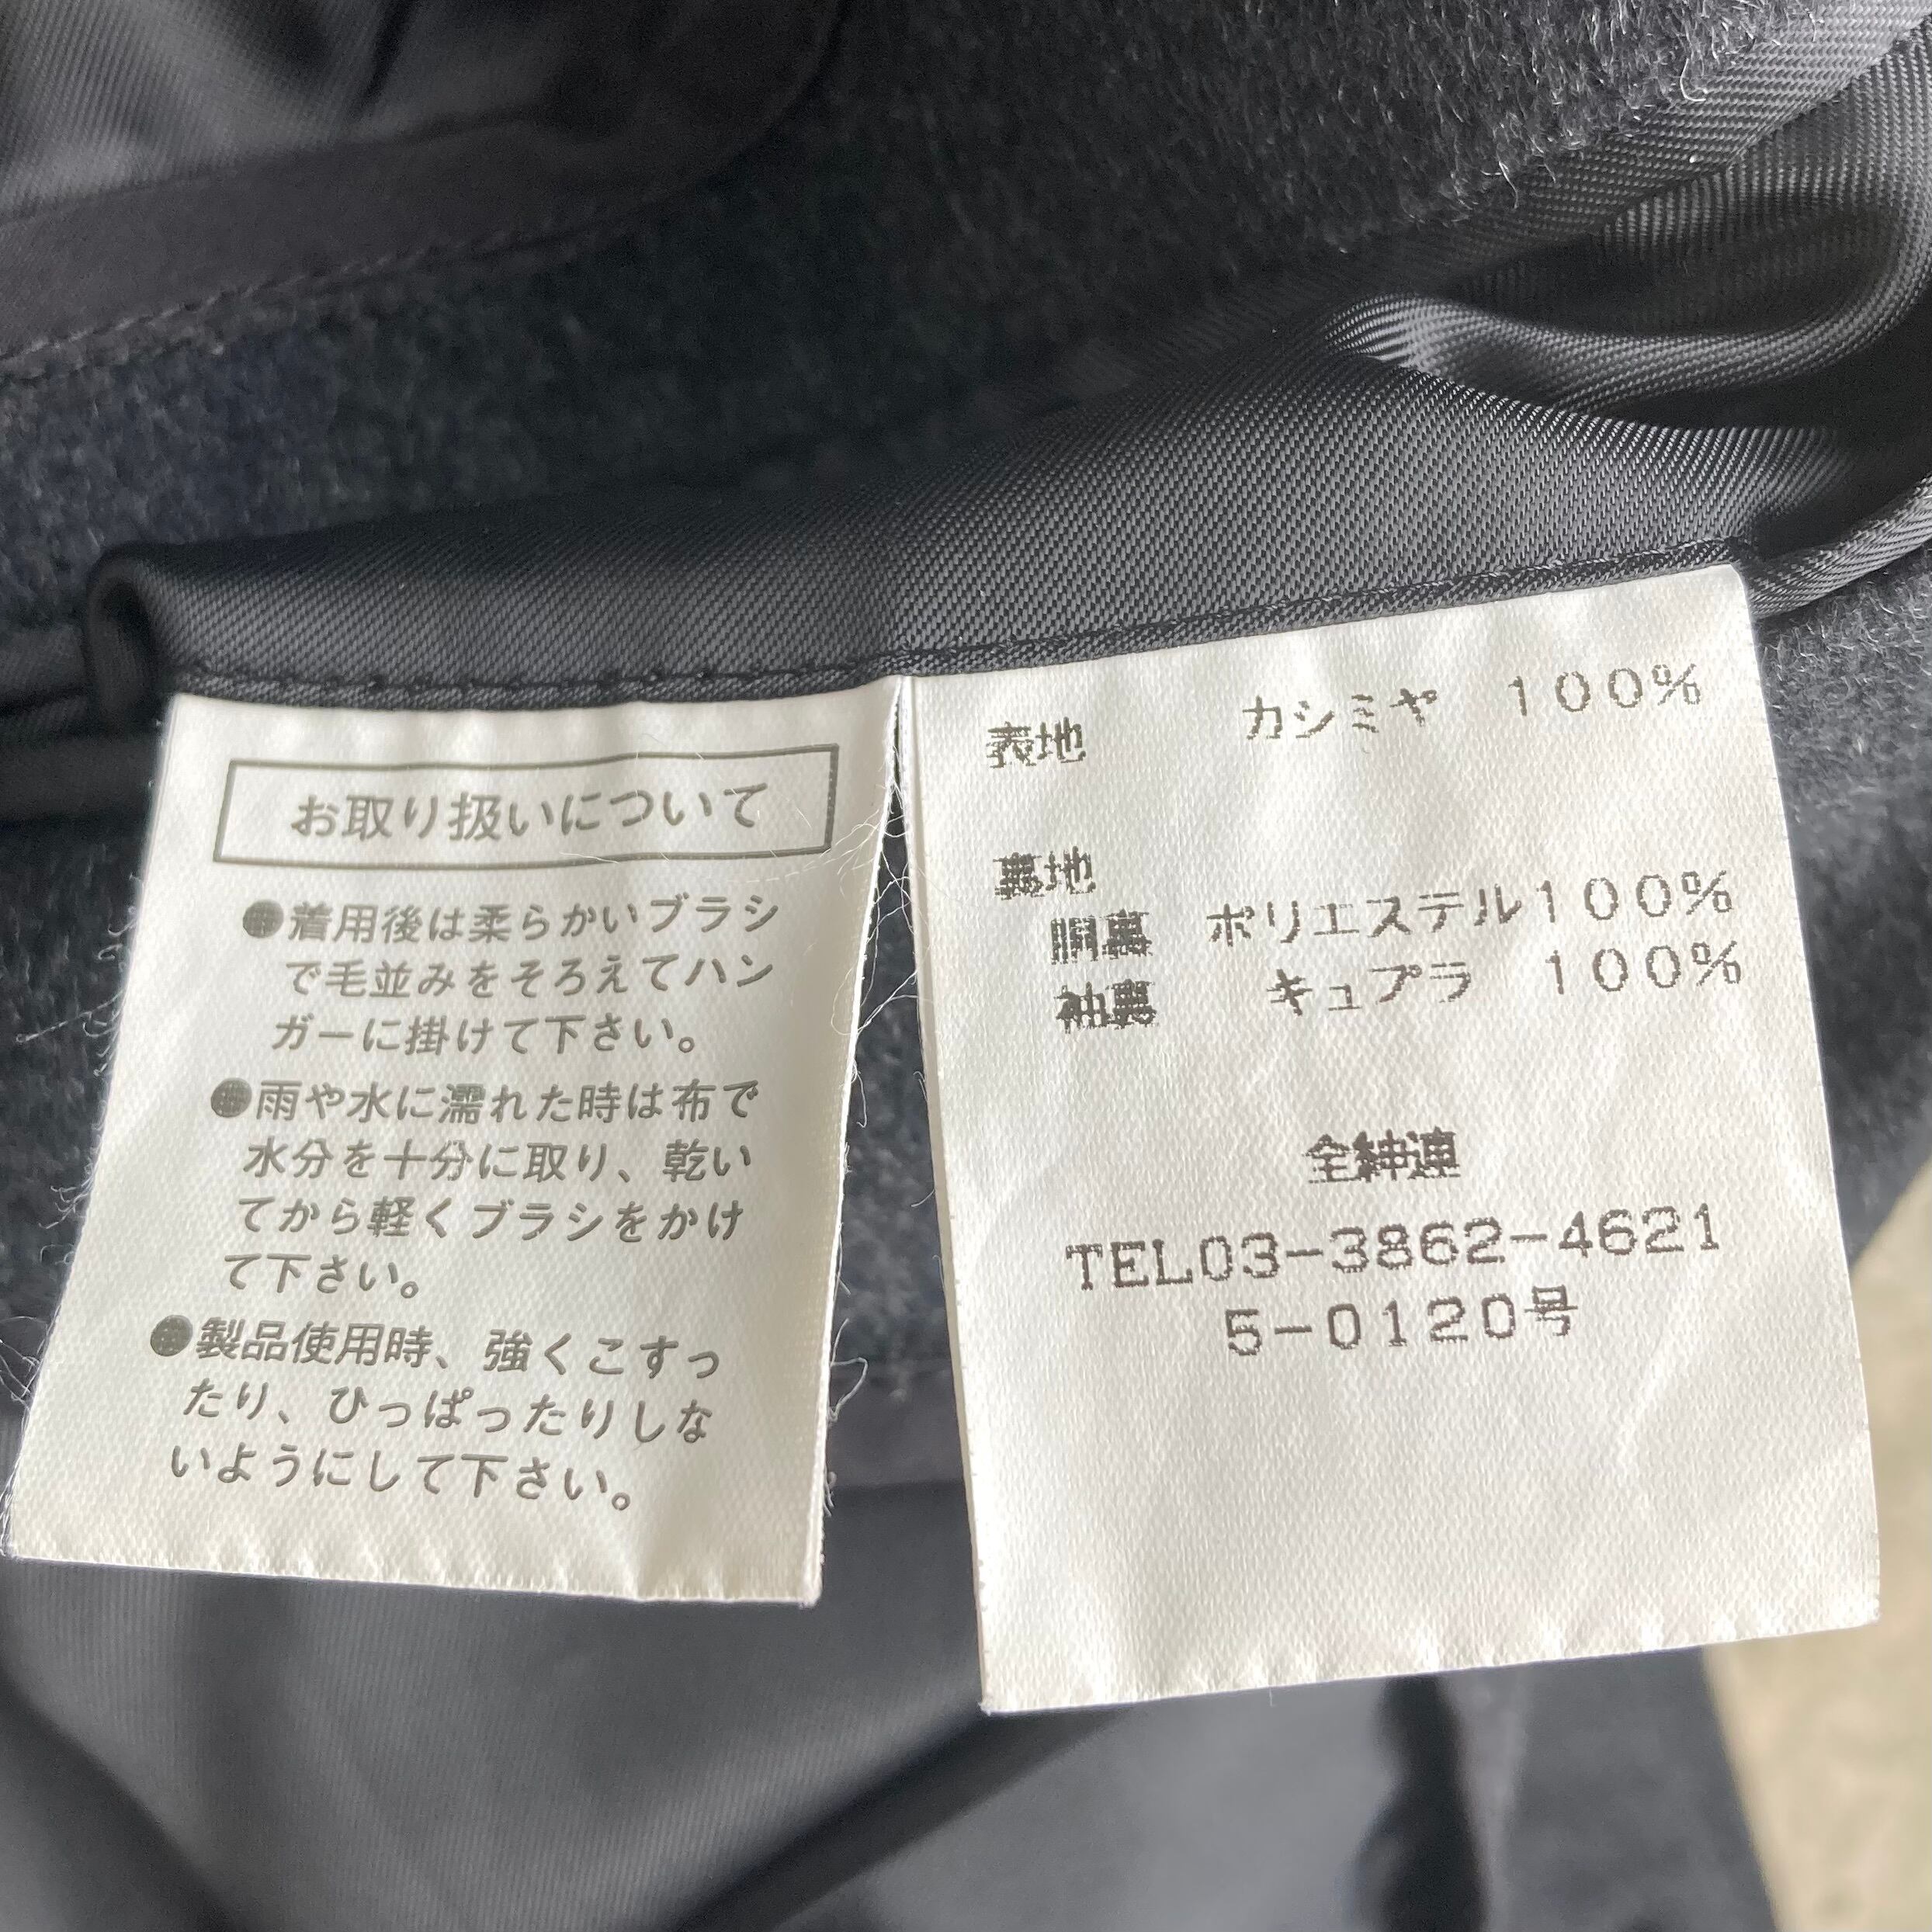 お取り扱いについて
●着用後は柔らかいブラシ
で毛並みをそろえてハン
ガーに掛けて下さい。
●雨や水に濡れた時は布で
水分を十分に取り、乾い
てから軽くブラシをかけ
て下さい。
●製品使用時、強くこすっ
たり、ひっぱったりしな
いようにして下さい。
表地 カシミヤ 100%
裏地
胴裏 ポリエステル100%
袖裏 キュプラ 100%
全紳連
TEL03-3862-4621
5-0120号